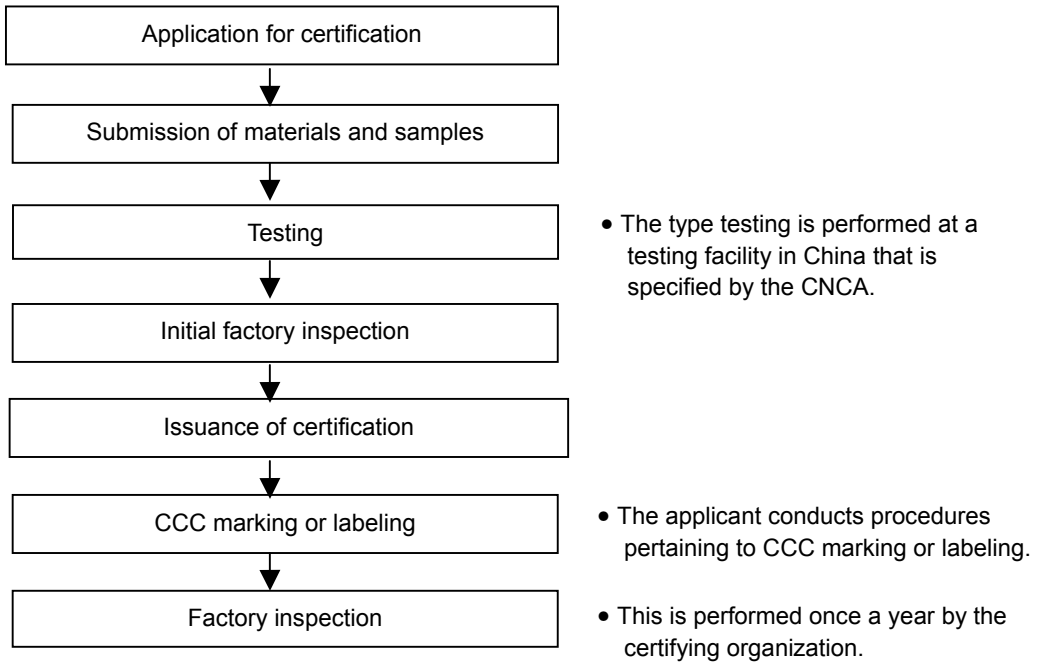 Application for certification
Submission of materials and samples
Testing
• The type testing is performed at a
testing facility in China that is
specified by the CNCA.
Initial factory inspection
Issuance of certification
CCC marking or labeling
• The applicant conducts procedures
pertaining to CCC marking or labeling.
Factory inspection
• This is performed once a year by the
certifying organization.